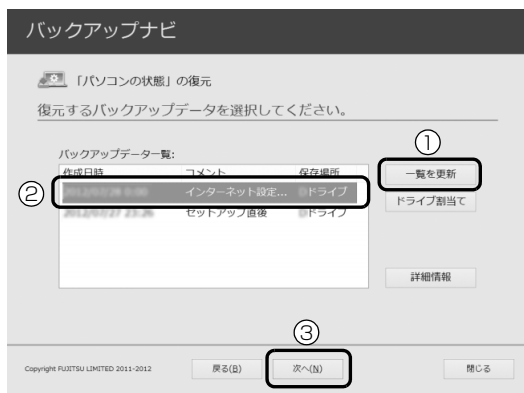 バックアップナビ
「パソコンの状態」の復元
復元するバックアップデータを選択してください。
バックアップデータ一覧:
①
作成日時 コメント 保存場所
一覧を更新
②
インターネット設定... Dドライブ
ドライブ割当て
セットアップ直後 Dドライブ
詳細情報
③
Copyright FUJITSU LIMITED 2011-2012
戻る(B)
次へ(N)
閉じる